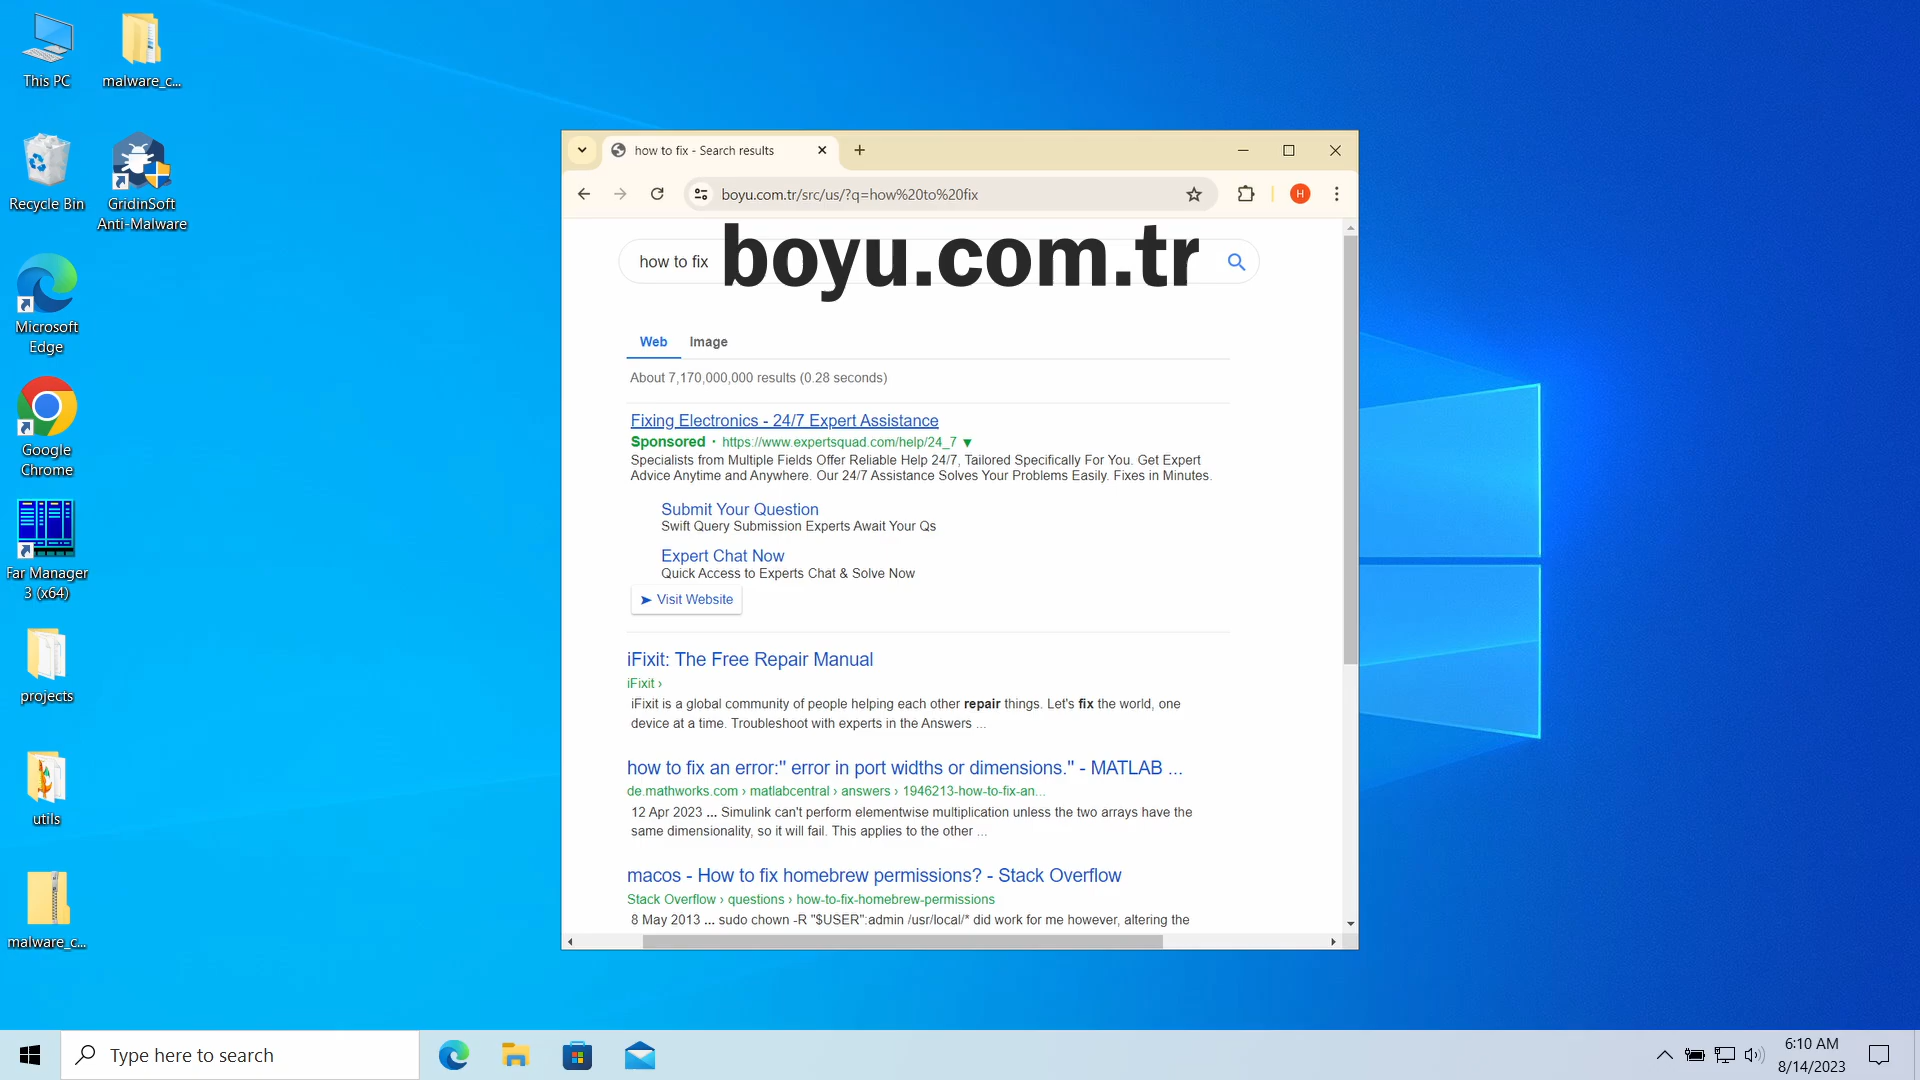 This PC
malware_c...
Recycle Bin
GridinSoft
Anti-Malware
Microsoft
Edge
Google
Chrome
Far Manager
3 (x64)
projects
utils
malware_c...
how to fix - Search results
boyu.com.tr/src/us/?q=how%20to%20fix
H
how to fix
boyu.com.tr
Web
Image
About 7,170,000,000 results (0.28 seconds)
Fixing Electronics - 24/7 Expert Assistance
Sponsored · https://www.expertsquad.com/help/24_7 ▼
Specialists from Multiple Fields Offer Reliable Help 24/7, Tailored Specifically For You. Get Expert
Advice Anytime and Anywhere. Our 24/7 Assistance Solves Your Problems Easily. Fixes in Minutes.
Submit Your Question
Swift Query Submission Experts Await Your Qs
Expert Chat Now
Quick Access to Experts Chat & Solve Now
➤ Visit Website
iFixit: The Free Repair Manual
iFixit ›
iFixit is a global community of people helping each other repair things. Let's fix the world, one
device at a time. Troubleshoot with experts in the Answers ...
how to fix an error:" error in port widths or dimensions." - MATLAB ...
de.mathworks.com › matlabcentral › answers › 1946213-how-to-fix-an...
12 Apr 2023 ... Simulink can't perform elementwise multiplication unless the two arrays have the
same dimensionality, so it will fail. This applies to the other ...
macos - How to fix homebrew permissions? - Stack Overflow
Stack Overflow › questions › how-to-fix-homebrew-permissions
8 May 2013 ... sudo chown -R "$USER":admin /usr/local/* did work for me however, altering the
Type here to search
6:10 AM
8/14/2023